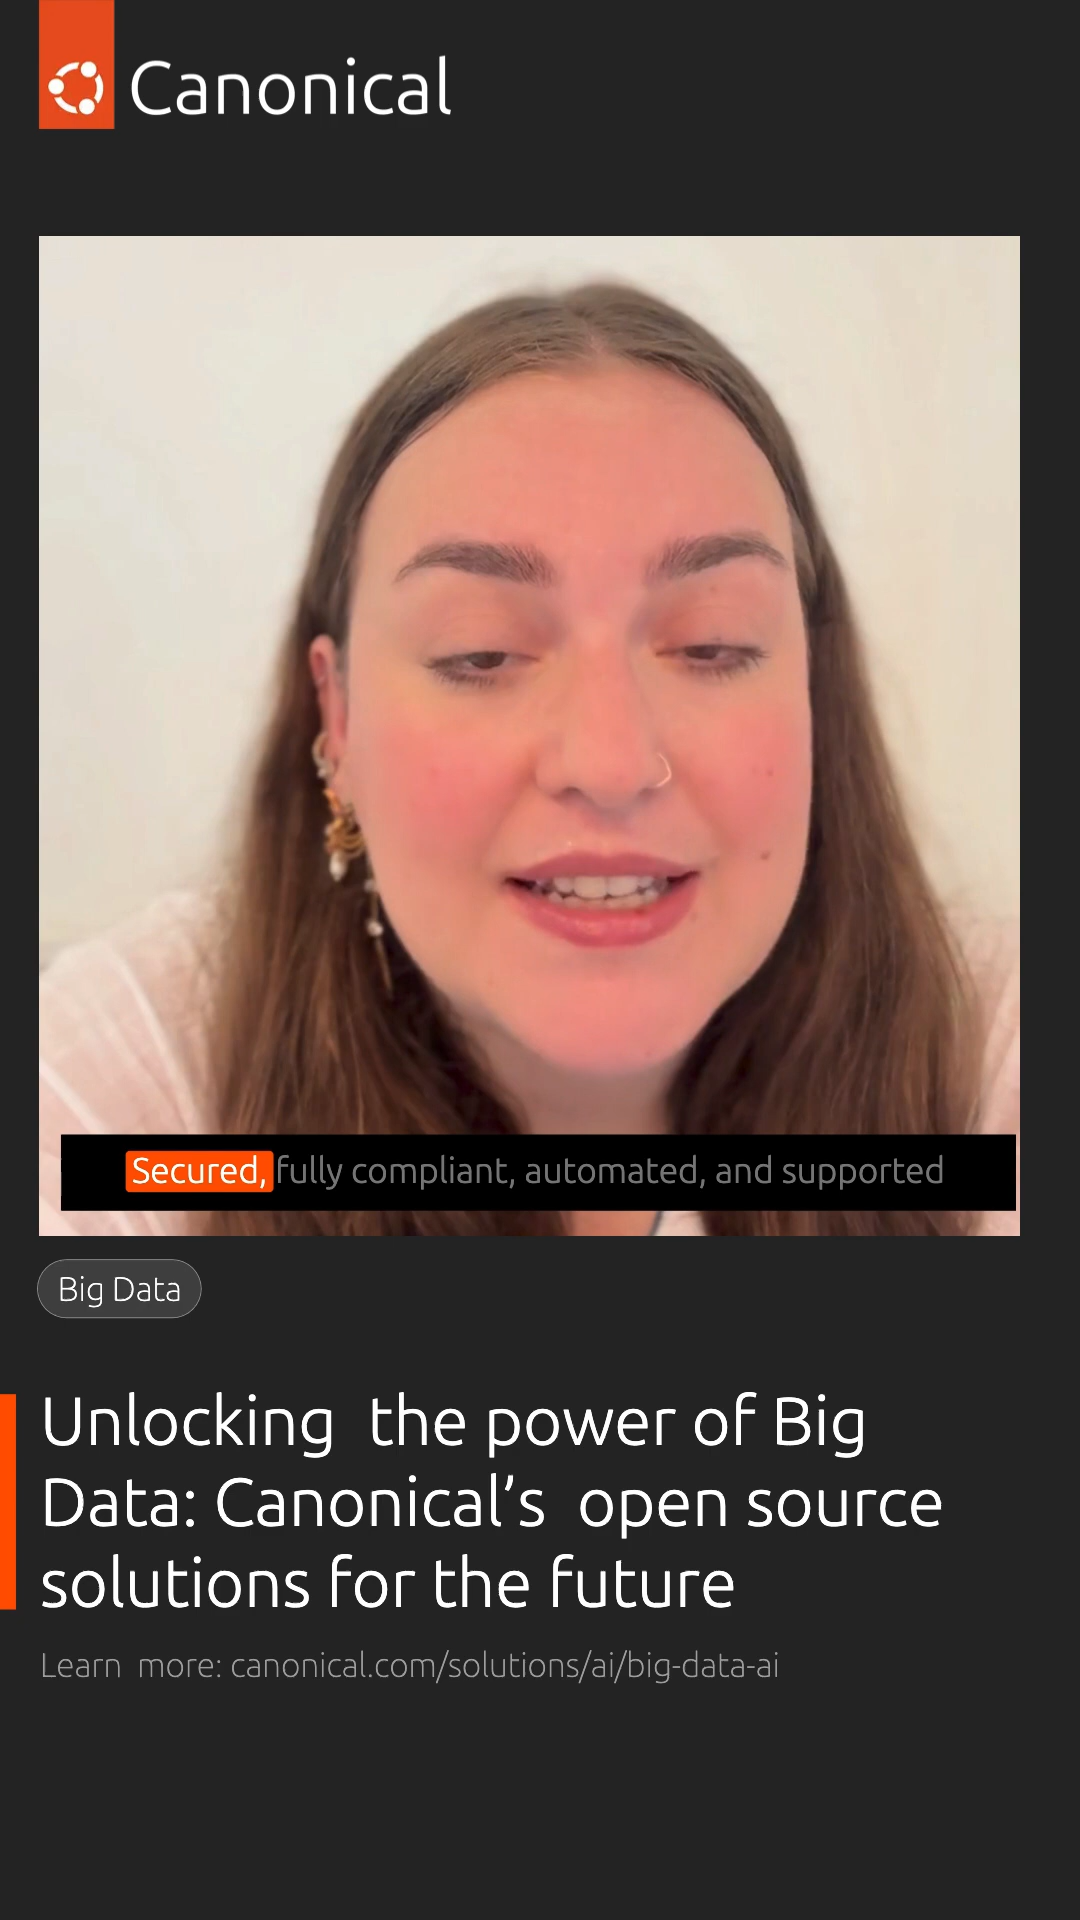 Canonical
Secured, fully compliant, automated, and supported
Big Data
Unlocking the power of Big
Data: Canonical’s open source
solutions for the future
Learn more: canonical.com/solutions/ai/big-data-ai